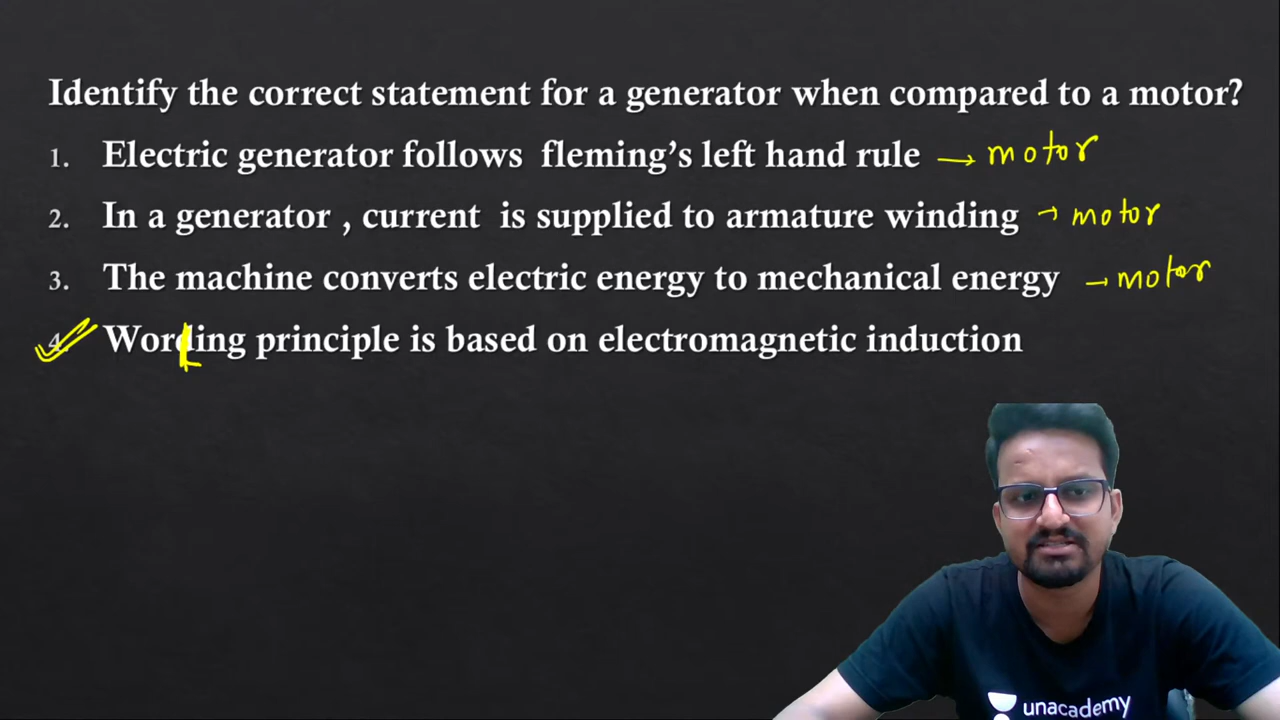 Identify the correct statement for a generator when compared to a motor?
1. Electric generator follows fleming's left hand rule → motor
2. In a generator , current is supplied to armature winding → motor
3. The machine converts electric energy to mechanical energy → motor
4. Wording principle is based on electromagnetic induction
unacademy